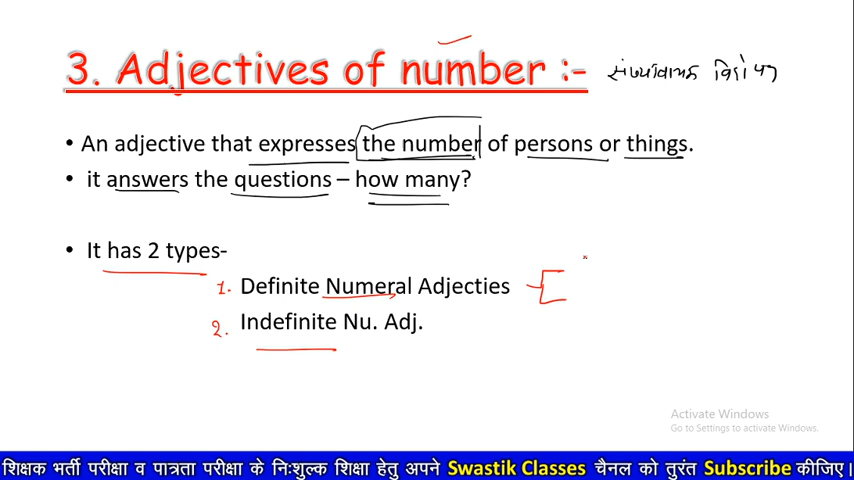 3. Adjectives of number :- संख्यावाचक विशेषण
• An adjective that expresses the number of persons or things.
• it answers the questions – how many?
• It has 2 types-
1. Definite Numeral Adjecties
2. Indefinite Nu. Adj.
Activate Windows
Go to Settings to activate Windows.
शिक्षक भर्ती परीक्षा व पात्रता परीक्षा के निःशुल्क शिक्षा हेतु अपने Swastik Classes चैनल को तुरंत Subscribe कीजिए।